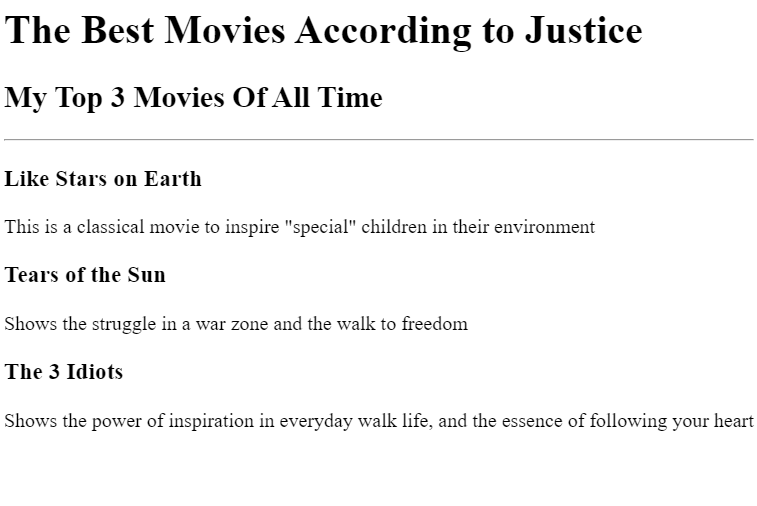 The Best Movies According to Justice
My Top 3 Movies Of All Time
Like Stars on Earth
This is a classical movie to inspire "special" children in their environment
Tears of the Sun
Shows the struggle in a war zone and the walk to freedom
The 3 Idiots
Shows the power of inspiration in everyday walk life, and the essence of following your heart